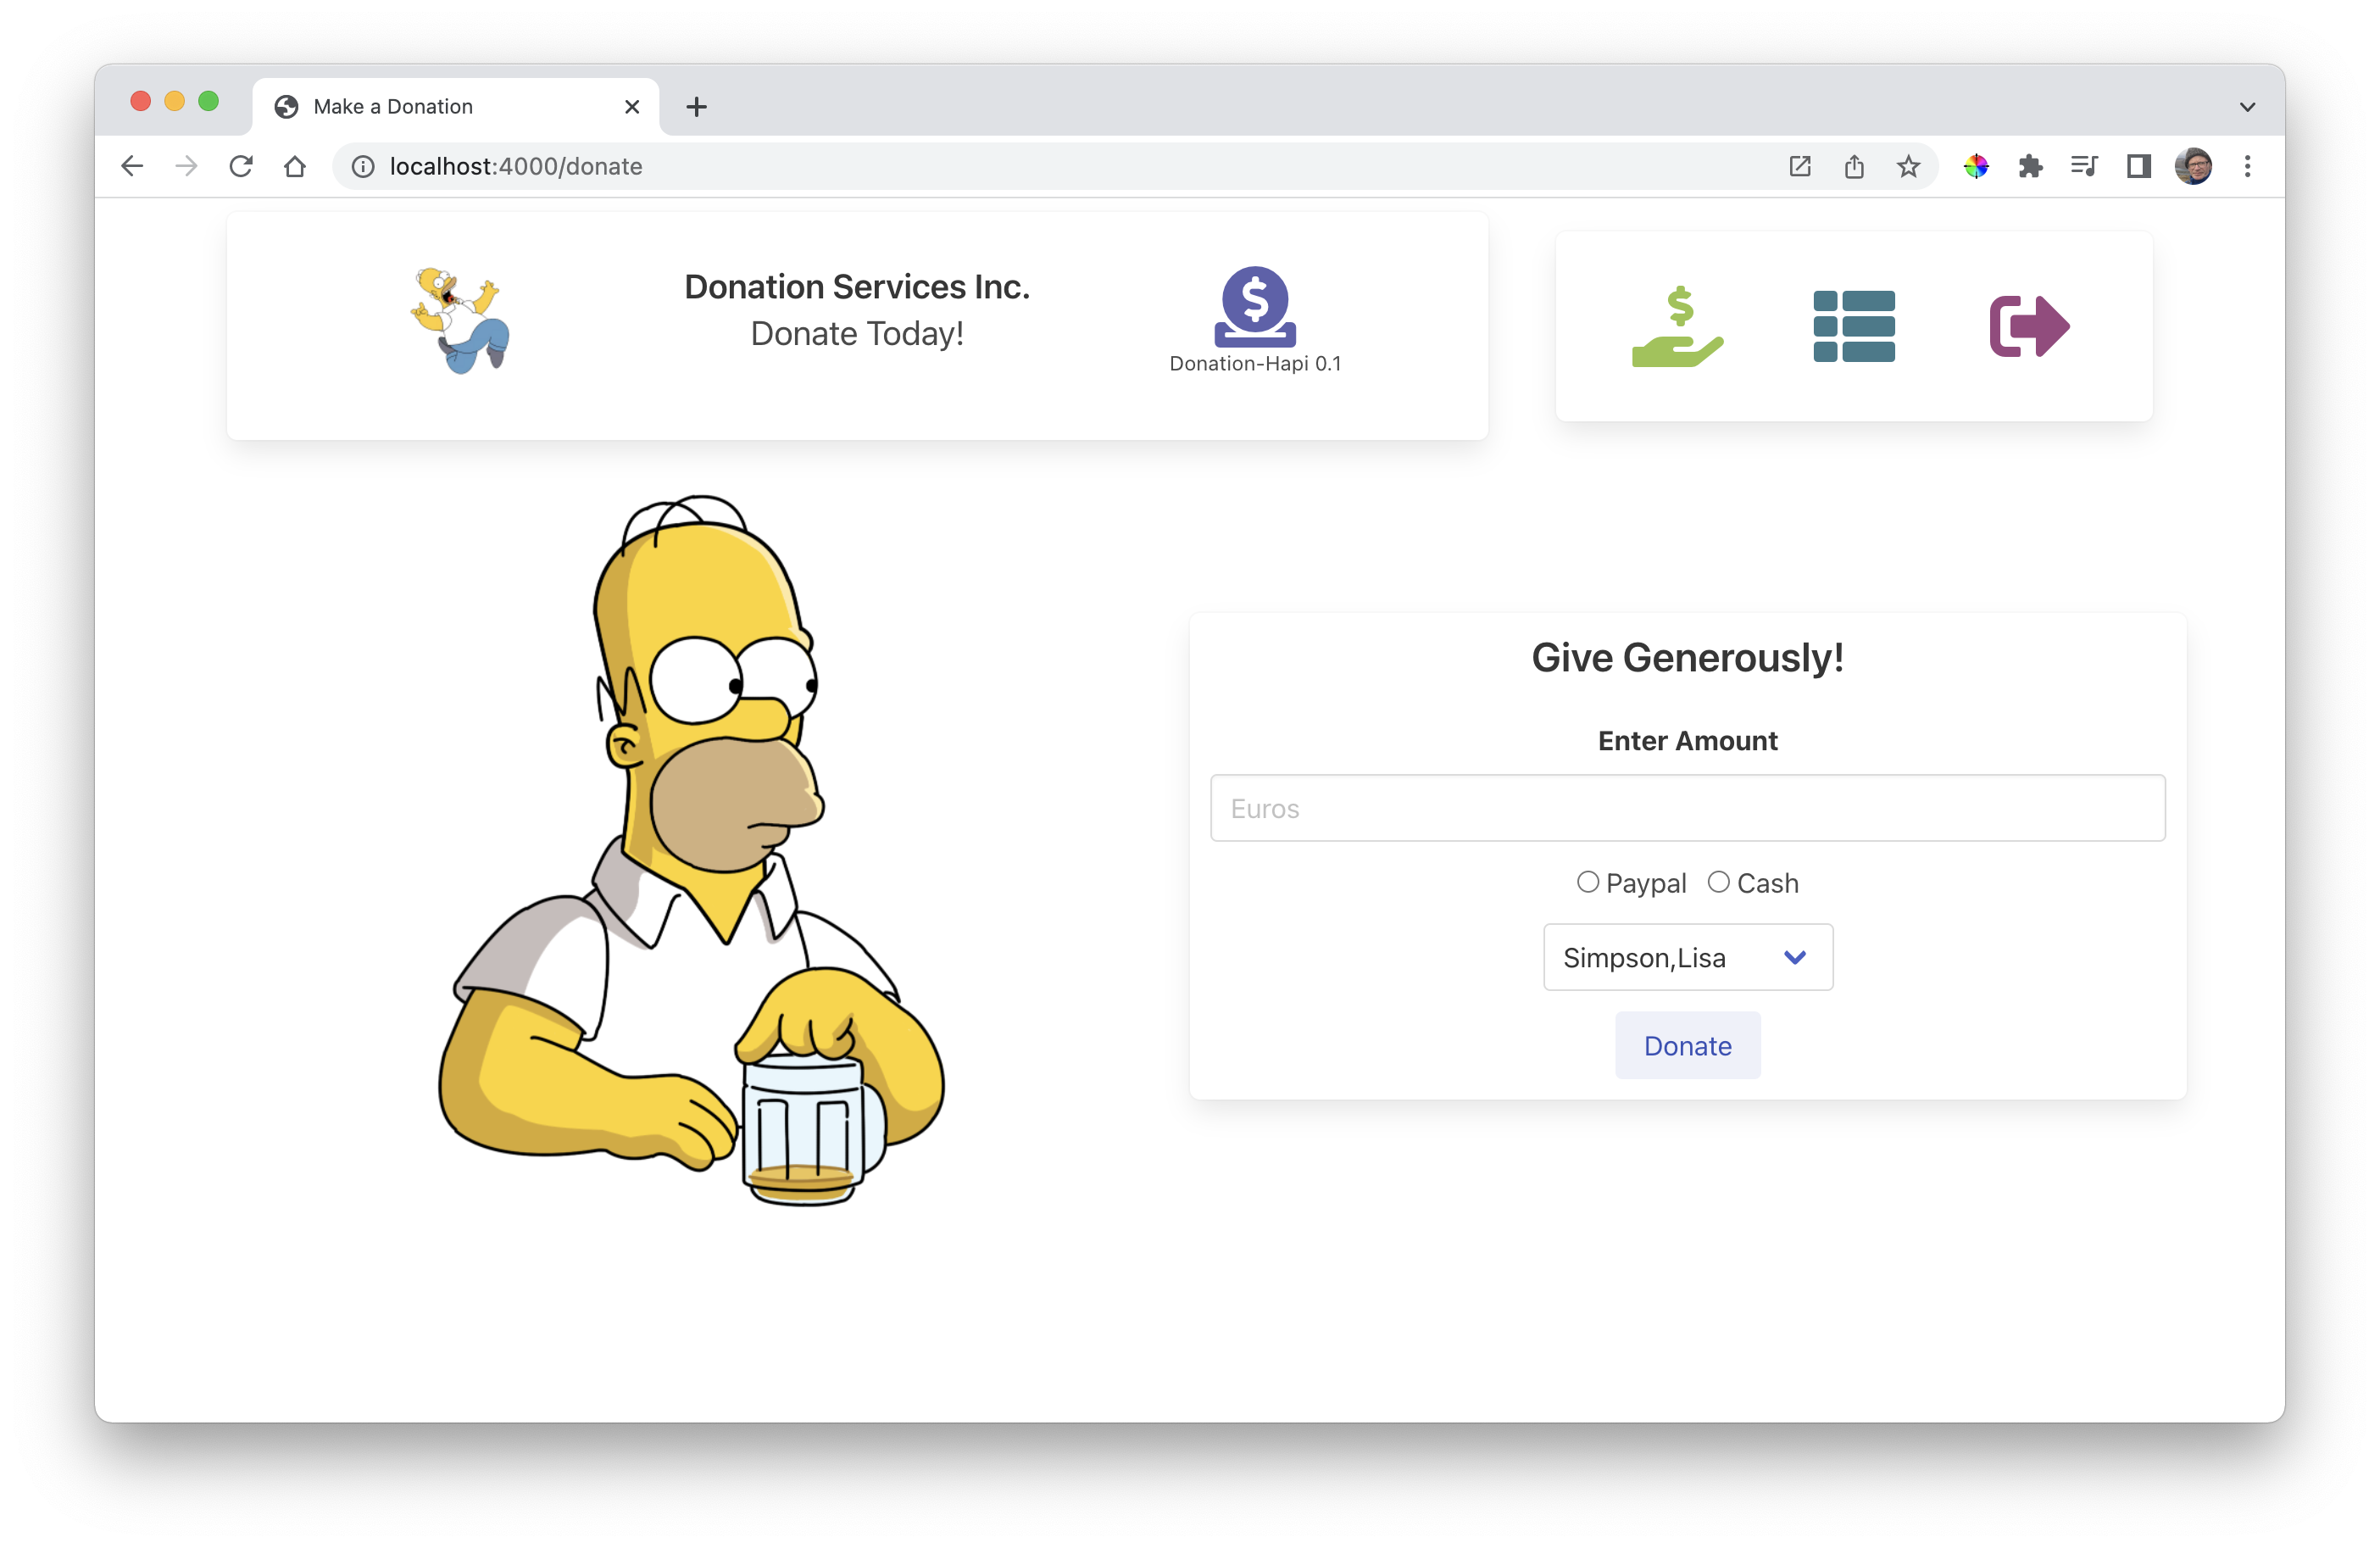 Make a Donation
localhost:4000/donate
Donation Services Inc.
Donate Today!
Donation-Hapi 0.1
Give Generously!
Enter Amount
Euros
Paypal Cash
Simpson,Lisa
Donate